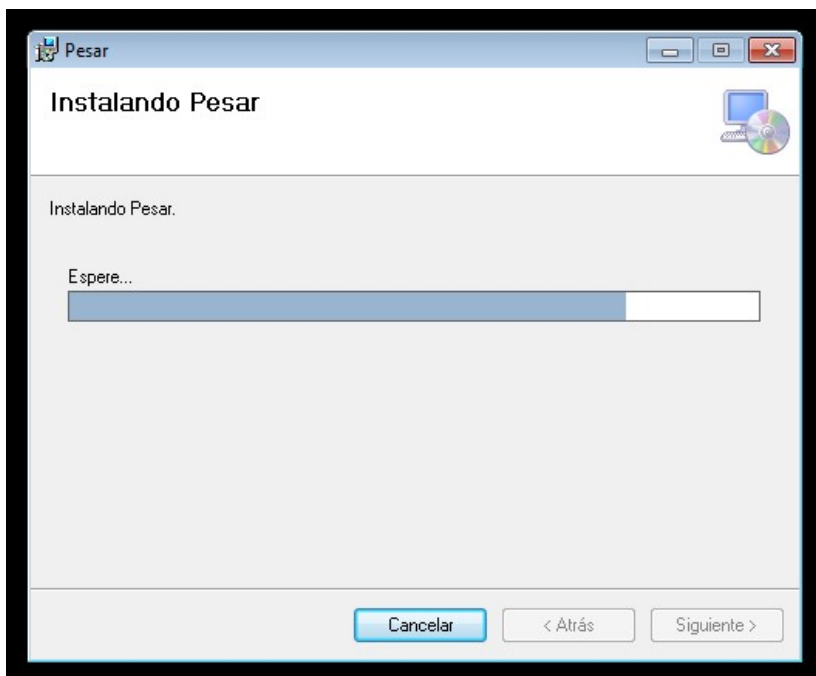 Pesar
Instalando Pesar
Instalando Pesar.
Espere...
Cancelar
< Atrás
Siguiente >